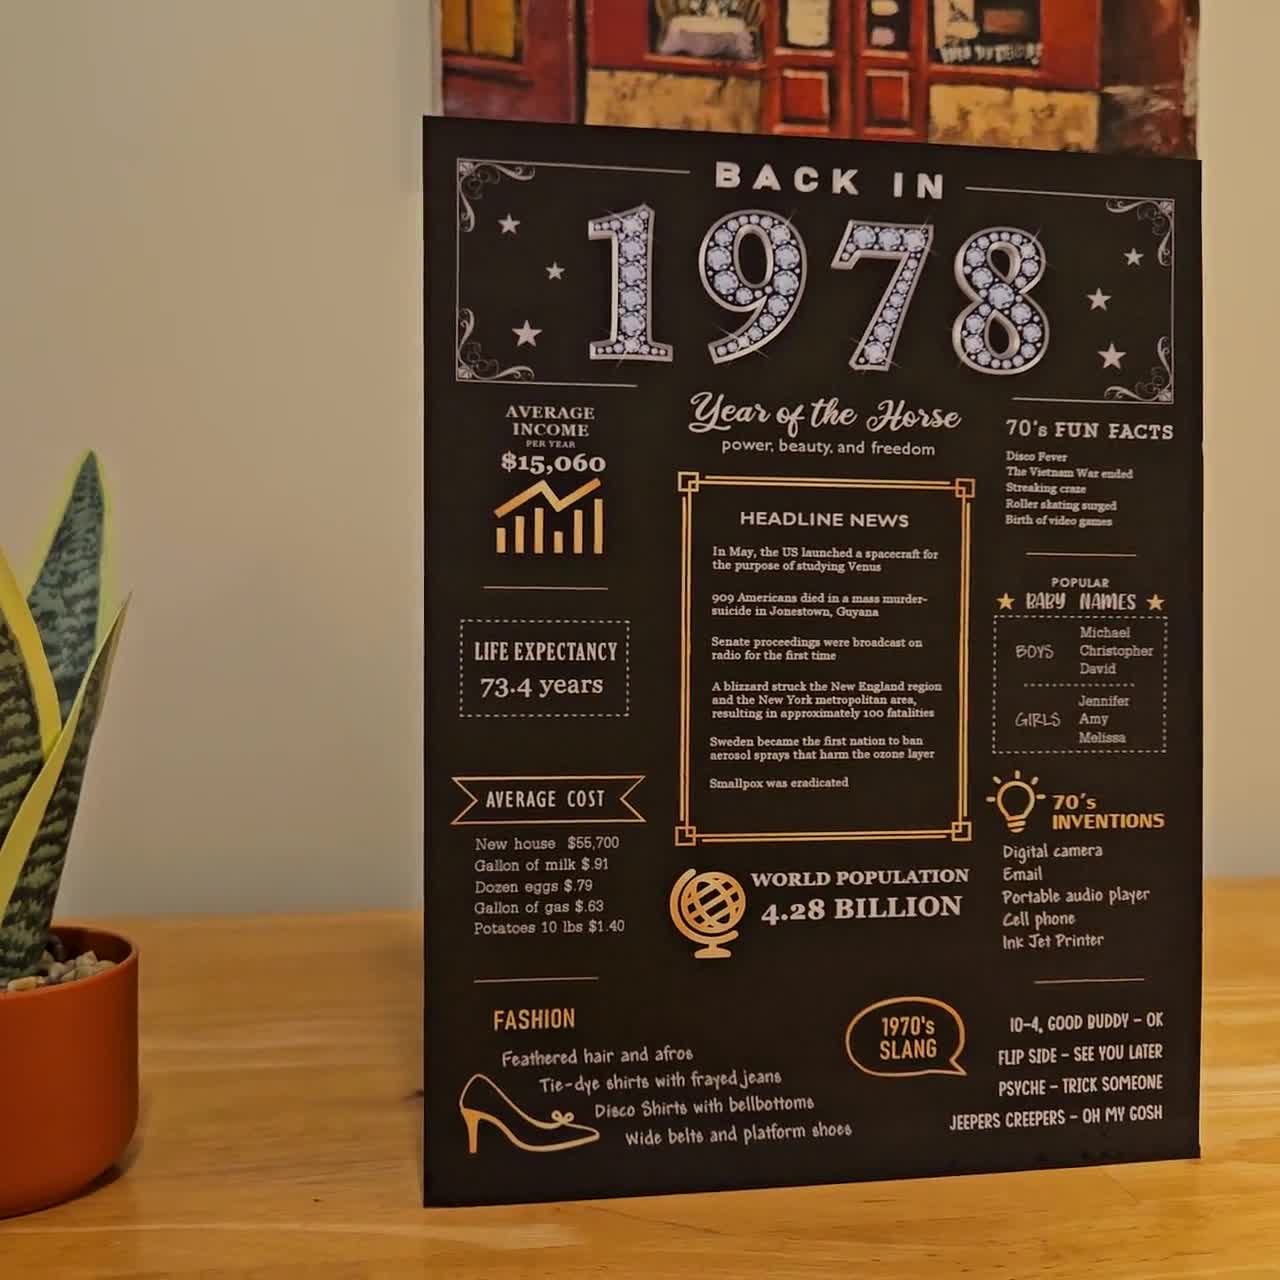 BACK IN
1978
Year of the Horse
power, beauty, and freedom
AVERAGE
INCOME
PER YEAR
$15,060
LIFE EXPECTANCY
73.4 years
AVERAGE COST
New house $55,700
Gallon of milk $.91
Dozen eggs $.79
Gallon of gas $.63
Potatoes 10 lbs $1.40
HEADLINE NEWS
In May, the US launched a spacecraft for
the purpose of studying Venus
909 Americans died in a mass murder-
suicide in Jonestown, Guyana
Senate proceedings were broadcast on
radio for the first time
A blizzard struck the New England region
and the New York metropolitan area,
resulting in approximately 100 fatalities
Sweden became the first nation to ban
aerosol sprays that harm the ozone layer
Smallpox was eradicated
WORLD POPULATION
4.28 BILLION
70's FUN FACTS
Disco Fever
The Vietnam War ended
Streaking craze
Roller skating surged
Birth of video games
POPULAR
BABY NAMES
BOYS
Michael
Christopher
David
GIRLS
Jennifer
Amy
Melissa
70's
INVENTIONS
Digital camera
Email
Portable audio player
Cell phone
Ink Jet Printer
FASHION
Feathered hair and afros
Tie-dye shirts with frayed jeans
Disco Shirts with bellbottoms
Wide belts and platform shoes
1970's
SLANG
10-4, GOOD BUDDY – OK
FLIP SIDE – SEE YOU LATER
PSYCHE – TRICK SOMEONE
JEEPERS CREEPERS – OH MY GOSH